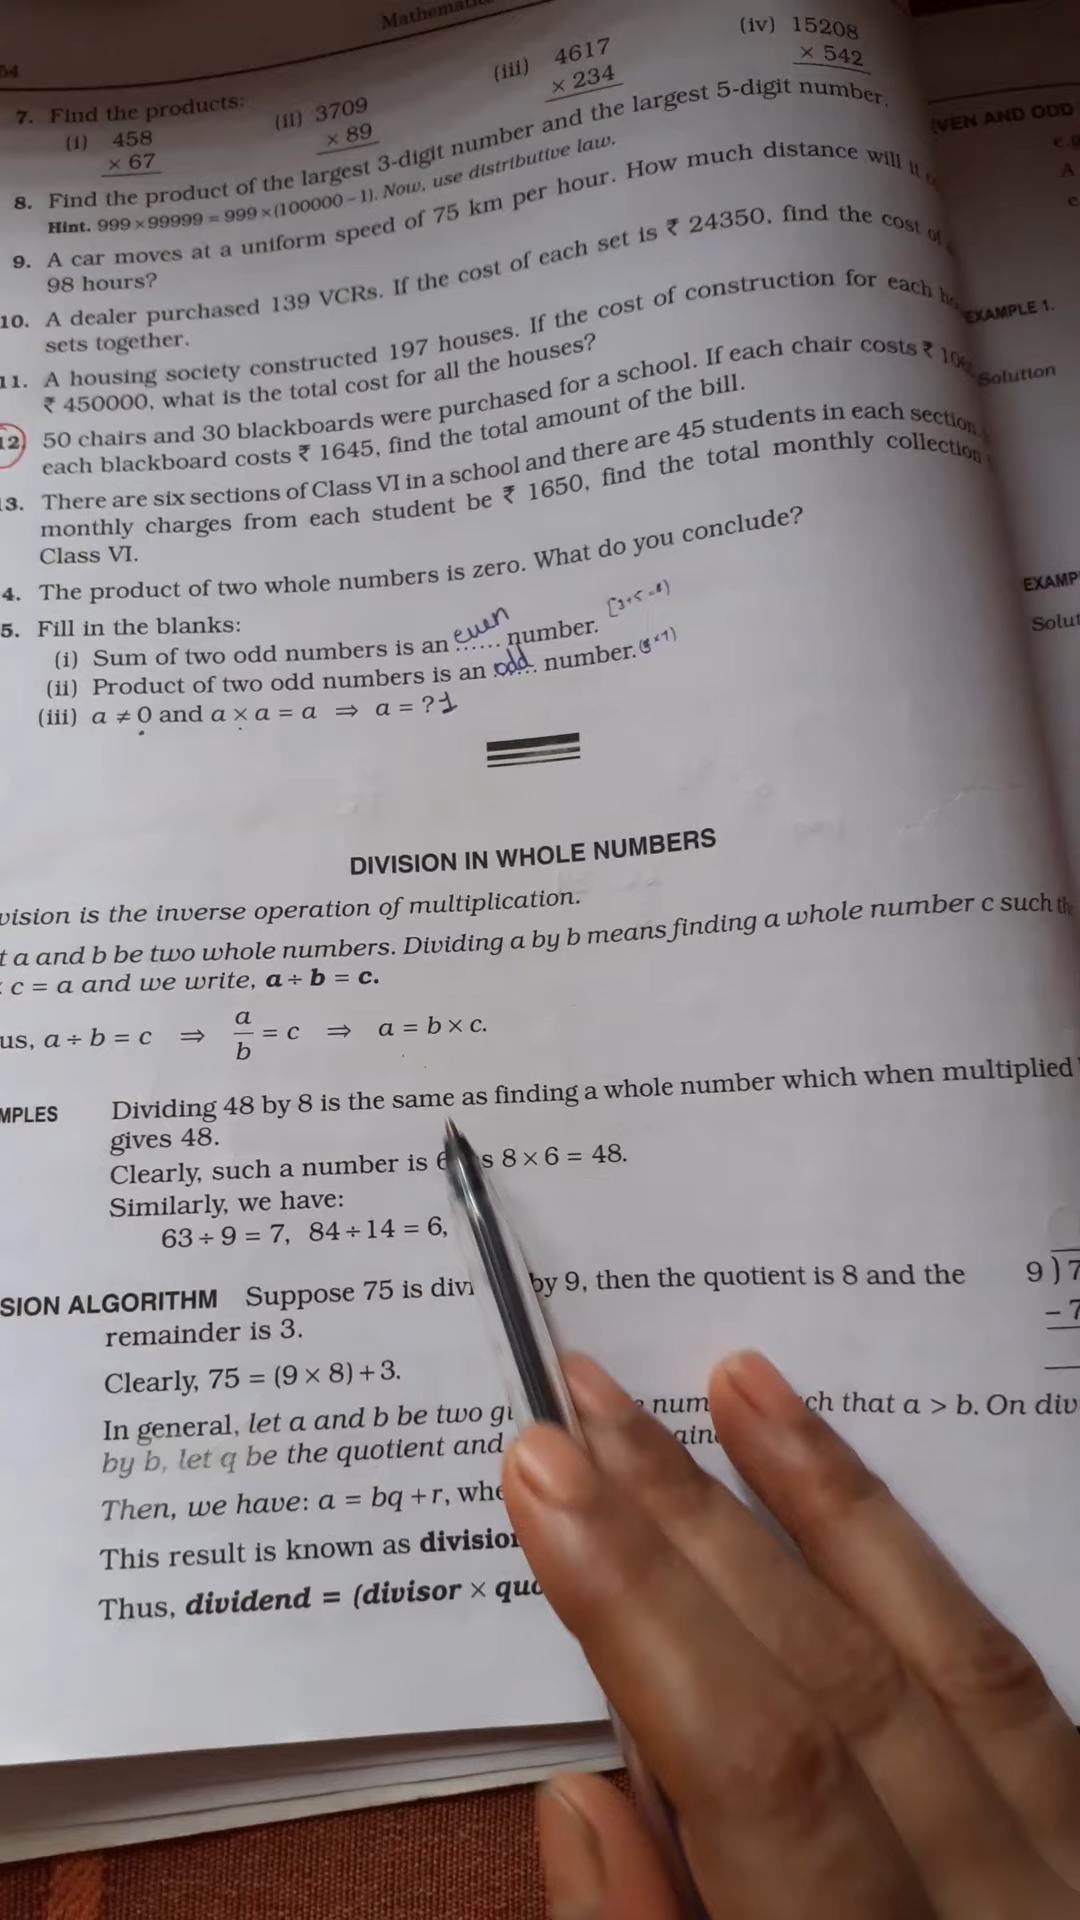 54
7. Find the products:
(i) 458
× 67
(ii) 3709
× 89
(iii) 4617
× 234
(iv) 15208
× 542
8. Find the product of the largest 3-digit number and the largest 5-digit number.
Hint. 999 × 99999 = 999 × (100000 – 1). Now, use distributive law.
9. A car moves at a uniform speed of 75 km per hour. How much distance will it
98 hours?
10. A dealer purchased 139 VCRs. If the cost of each set is ₹ 24350, find the cost of
sets together.
11. A housing society constructed 197 houses. If the cost of construction for each
₹ 450000, what is the total cost for all the houses?
12 50 chairs and 30 blackboards were purchased for a school. If each chair costs ₹
each blackboard costs ₹ 1645, find the total amount of the bill.
3. There are six sections of Class VI in a school and there are 45 students in each section.
monthly charges from each student be ₹ 1650, find the total monthly collection
Class VI.
4. The product of two whole numbers is zero. What do you conclude?
5. Fill in the blanks:
(i) Sum of two odd numbers is an even number. [3+5=8)
(ii) Product of two odd numbers is an odd number.
(iii) a ≠ 0 and a × a = a ⇒ a = ? 1
DIVISION IN WHOLE NUMBERS
vision is the inverse operation of multiplication.
t a and b be two whole numbers. Dividing a by b means finding a whole number c such
c = a and we write, a ÷ b = c.
us, a ÷ b = c ⇒ a/b = c ⇒ a = b × c.
MPLES Dividing 48 by 8 is the same as finding a whole number which when multiplied
gives 48.
Clearly, such a number is 8 × 6 = 48.
Similarly, we have:
63 ÷ 9 = 7, 84 ÷ 14 = 6,
SION ALGORITHM Suppose 75 is divi by 9, then the quotient is 8 and the
remainder is 3.
9)7
– 7
Clearly, 75 = (9 × 8) + 3.
In general, let a and b be two num ch that a > b. On div
by b, let q be the quotient and
Then, we have: a = bq + r, whe
This result is known as division
Thus, dividend = (divisor × quo
EVEN AND ODD
EXAMPLE 1.
Solution
EXAMP
Solut